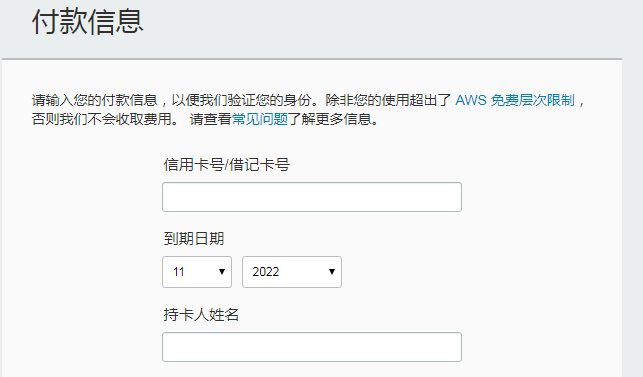 付款信息
请输入您的付款信息，以便我们验证您的身份。除非您的使用超出了 AWS 免费层次限制，
否则我们不会收取费用。 请查看常见问题了解更多信息。
信用卡号/借记卡号
到期日期
11 2022
持卡人姓名